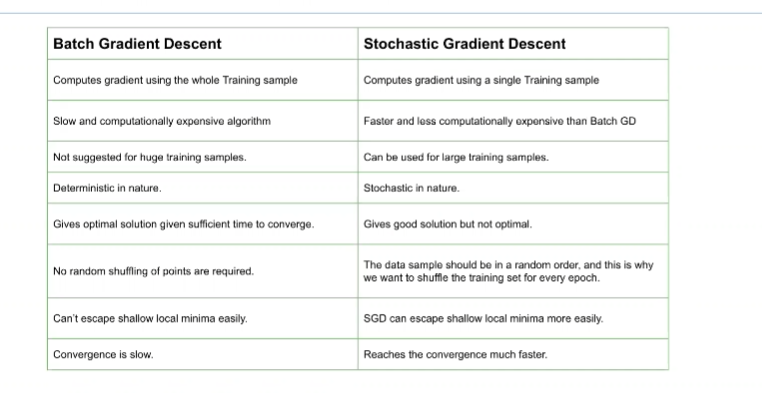 Batch Gradient Descent
Stochastic Gradient Descent
Computes gradient using the whole Training sample
Computes gradient using a single Training sample
Slow and computationally expensive algorithm
Faster and less computationally expensive than Batch GD
Not suggested for huge training samples.
Can be used for large training samples.
Deterministic in nature.
Stochastic in nature.
Gives optimal solution given sufficient time to converge.
Gives good solution but not optimal.
No random shuffling of points are required.
The data sample should be in a random order, and this is why
we want to shuffle the training set for every epoch.
Can't escape shallow local minima easily.
SGD can escape shallow local minima more easily.
Convergence is slow.
Reaches the convergence much faster.